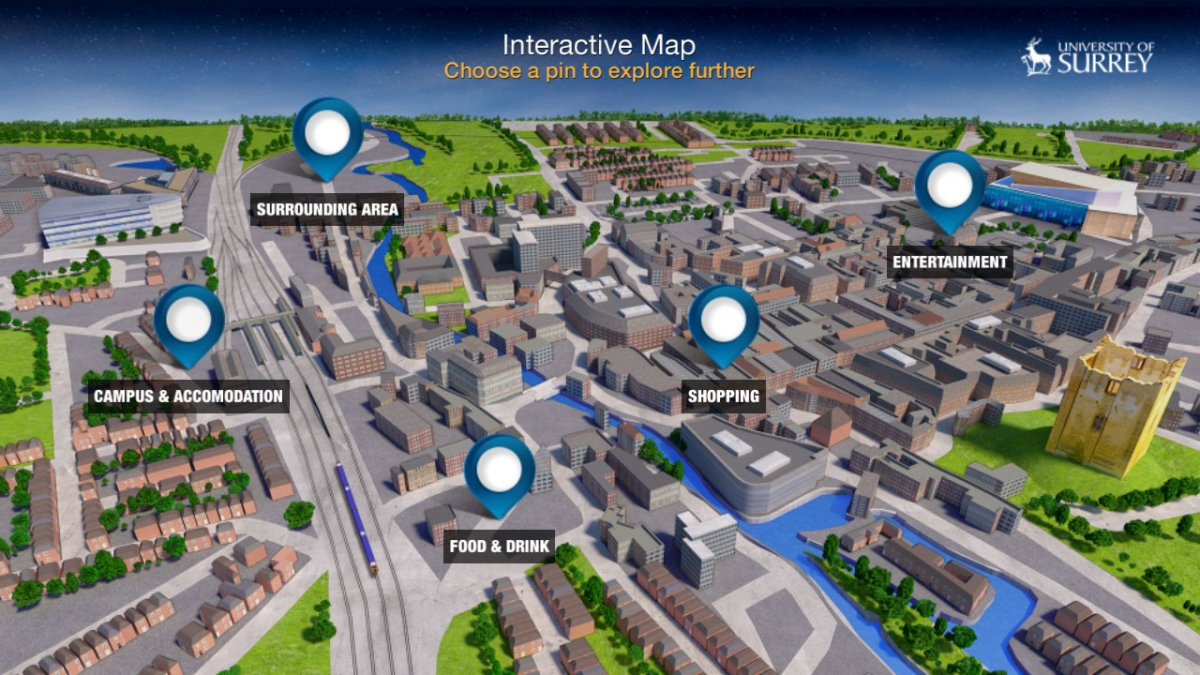 Interactive Map
Choose a pin to explore further
UNIVERSITY OF
SURREY
SURROUNDING AREA
ENTERTAINMENT
CAMPUS & ACCOMODATION
SHOPPING
FOOD & DRINK